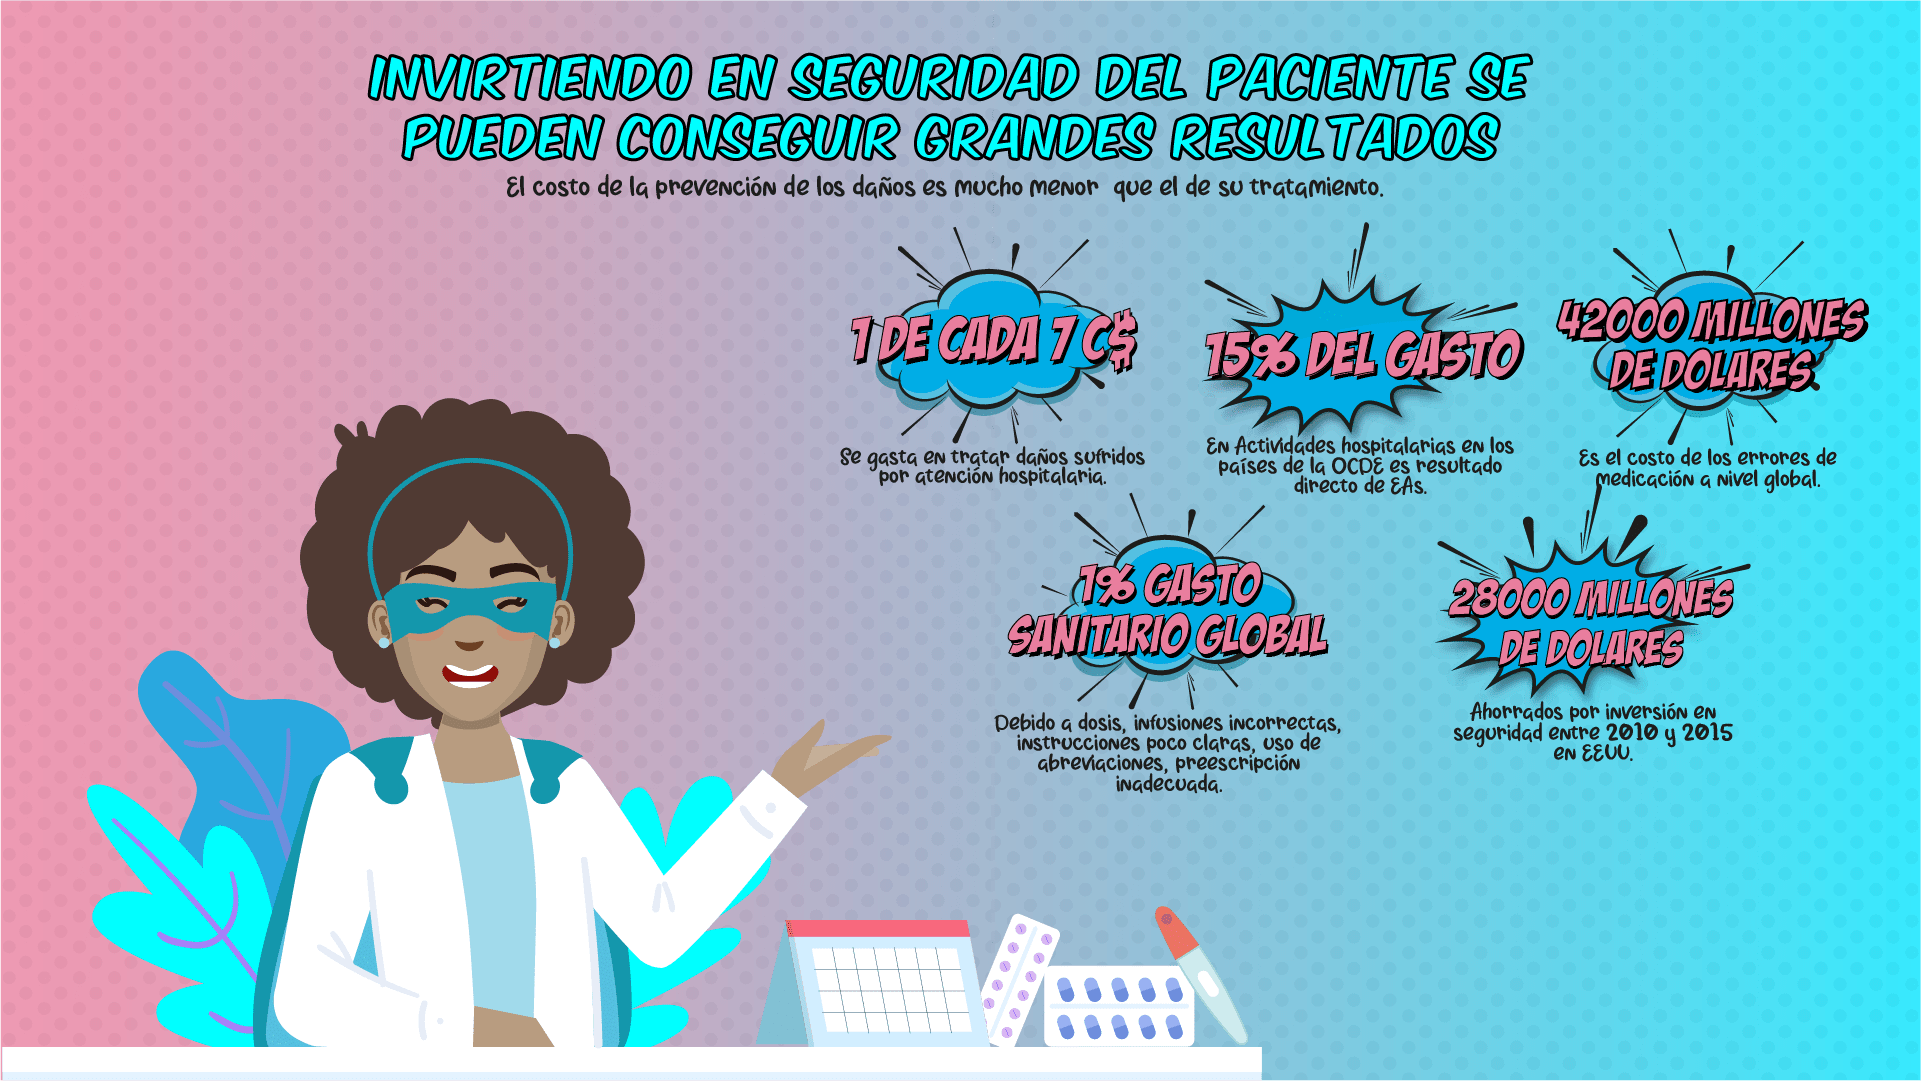 INVIRTIENDO EN SEGURIDAD DEL PACIENTE SE
PUEDEN CONSEGUIR GRANDES RESULTADOS
El costo de la prevención de los daños es mucho menor que el de su tratamiento.
1 DE CADA 7 C$
Se gasta en tratar daños sufridos
por atención hospitalaria.
15% DEL GASTO
En Actividades hospitalarias en los
países de la OCDE es resultado
directo de EAs.
42000 MILLONES
DE DOLARES
Es el costo de los errores de
medicación a nivel global.
1% GASTO
SANITARIO GLOBAL
Debido a dosis, infusiones incorrectas,
instrucciones poco claras, uso de
abreviaciones, preescripción
inadecuada.
28000 MILLONES
DE DOLARES
Ahorrados por inversión en
seguridad entre 2010 y 2015
en EEUU.